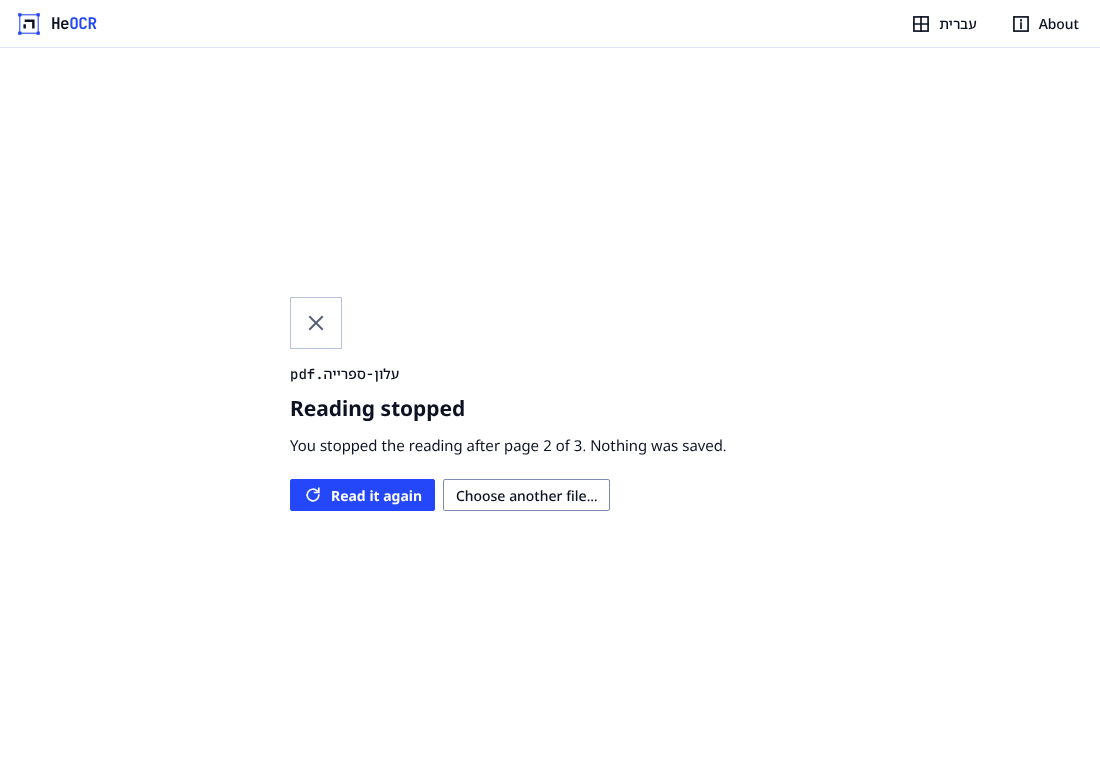 HeOCR
עברית
About
עלון-ספרייה.pdf
Reading stopped
You stopped the reading after page 2 of 3. Nothing was saved.
Read it again
Choose another file…